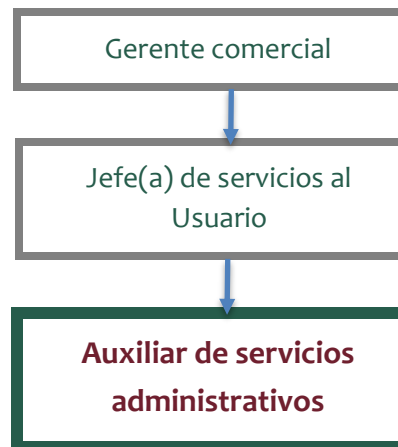 Gerente comercial
Jefe(a) de servicios al
Usuario
Auxiliar de servicios
administrativos